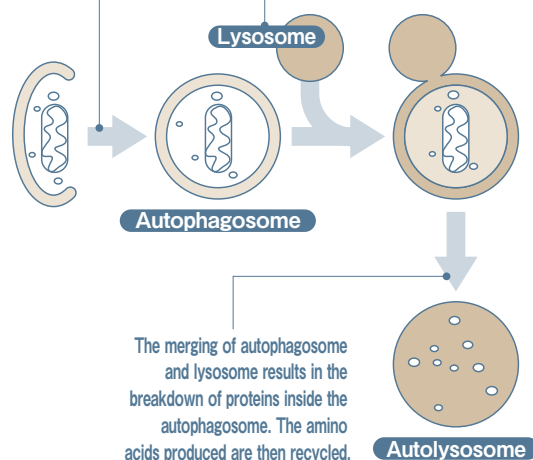 Lysosome
Autophagosome
The merging of autophagosome
and lysosome results in the
breakdown of proteins inside the
autophagosome. The amino
acids produced are then recycled.
Autolysosome